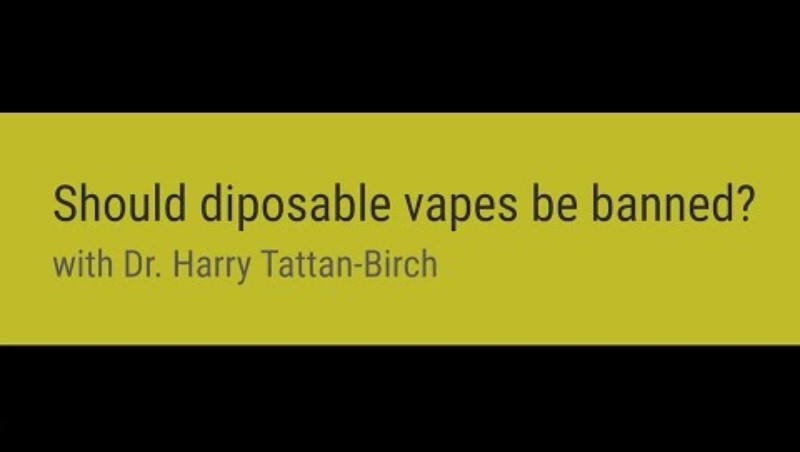 Should diposable vapes be banned?
with Dr. Harry Tattan-Birch